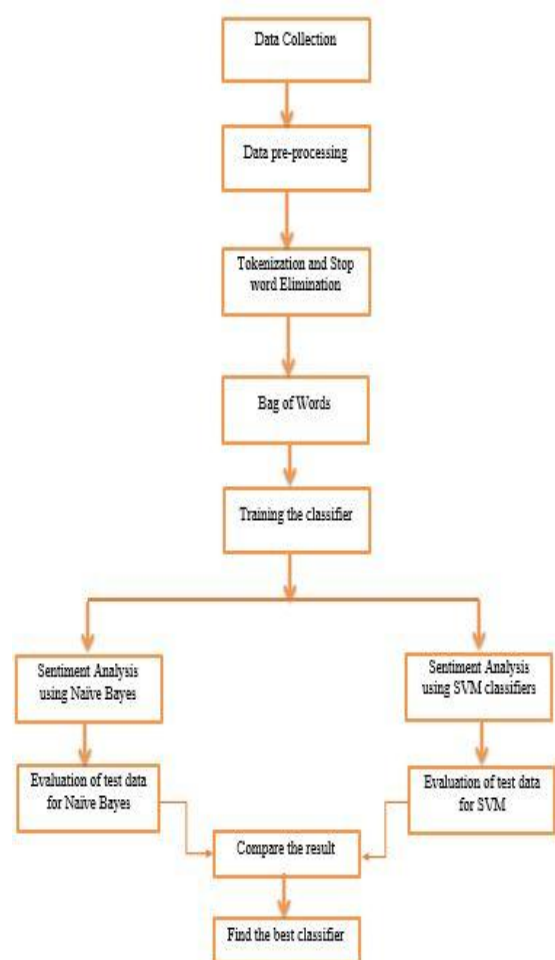 Data Collection
Data pre-processing
Tokenization and Stop
word Elimination
Bag of Words
Training the classifier
Sentiment Analysis
using Naïve Bayes
Sentiment Analysis
using SVM classifiers
Evaluation of test data
for Naïve Bayes
Evaluation of test data
for SVM
Compare the result
Find the best classifier